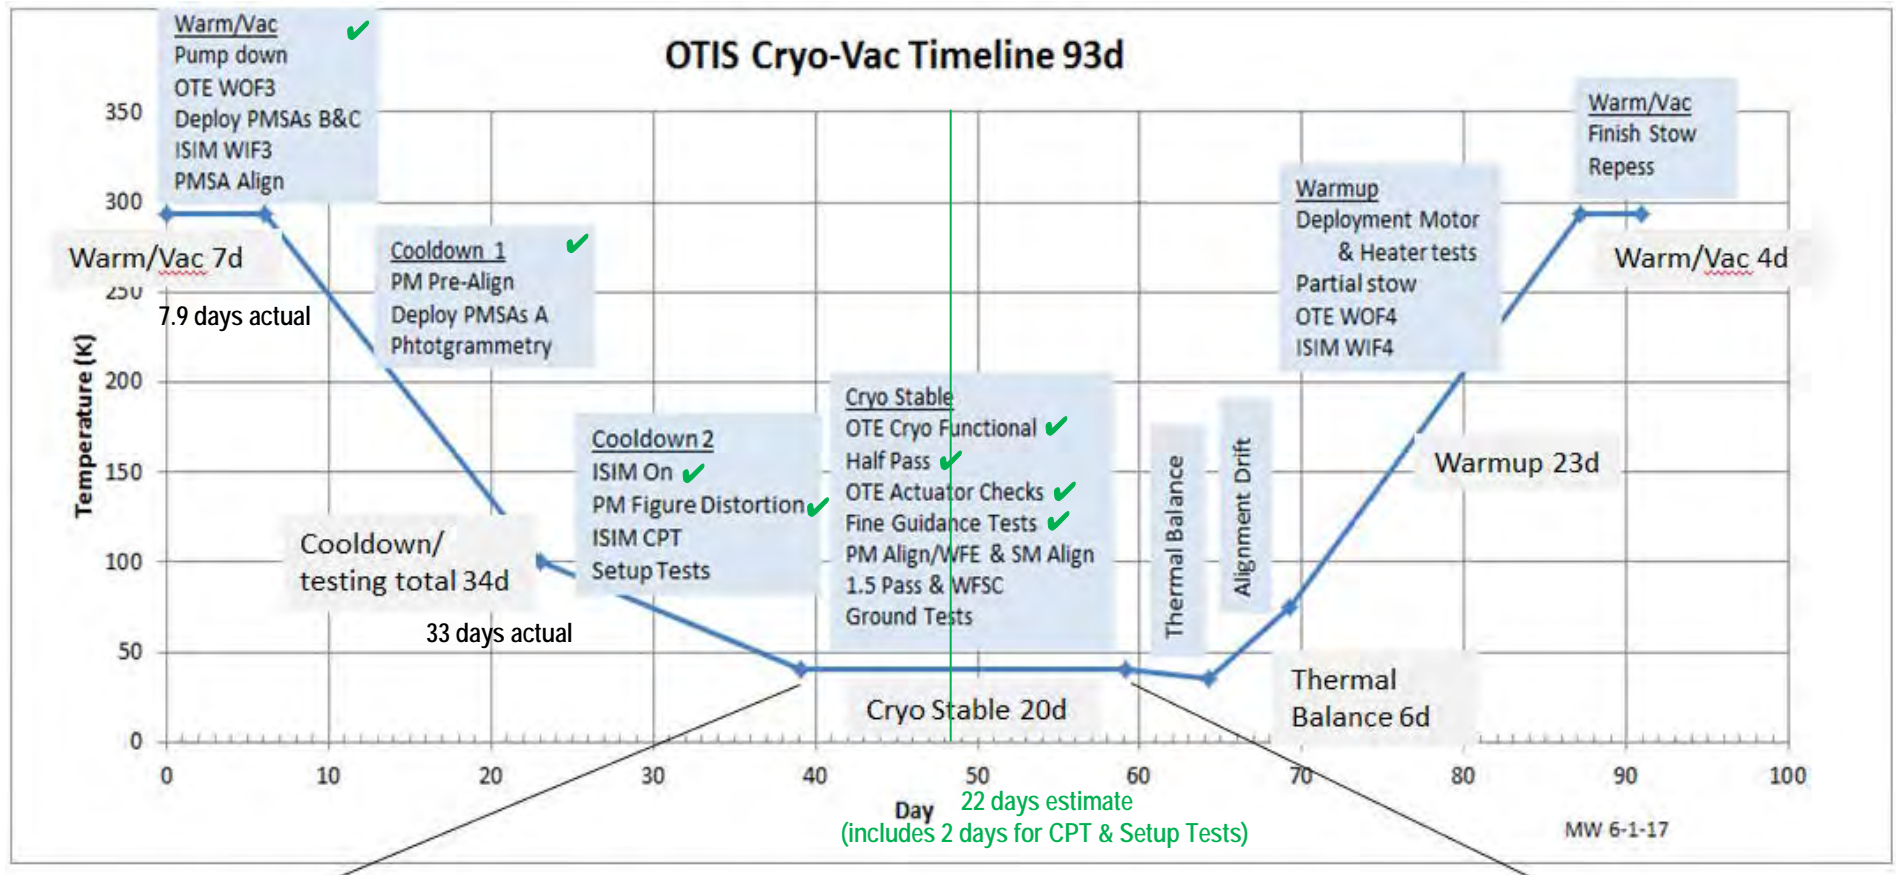 OTIS Cryo-Vac Timeline 93d
Warm/Vac ✔
Pump down
OTE WOF3
Deploy PMSAs B&C
ISIM WIF3
PMSA Align
Warm/Vac 7d
7.9 days actual
Cooldown 1 ✔
PM Pre-Align
Deploy PMSAs A
Phtotgrammetry
Cooldown/
testing total 34d
33 days actual
Cooldown 2
ISIM On ✔
PM Figure Distortion ✔
ISIM CPT
Setup Tests
Cryo Stable
OTE Cryo Functional ✔
Half Pass ✔
OTE Actuator Checks ✔
Fine Guidance Tests ✔
PM Align/WFE & SM Align
1.5 Pass & WFSC
Ground Tests
Cryo Stable 20d
Thermal Balance
Alignment Drift
Thermal
Balance 6d
Warmup
Deployment Motor
& Heater tests
Partial stow
OTE WOF4
ISIM WIF4
Warmup 23d
Warm/Vac
Finish Stow
Repess
Warm/Vac 4d
Temperature (K)
350
300
250
200
150
100
50
0
0 10 20 30 40 50 60 70 80 90 100
Day
22 days estimate
(includes 2 days for CPT & Setup Tests)
MW 6-1-17